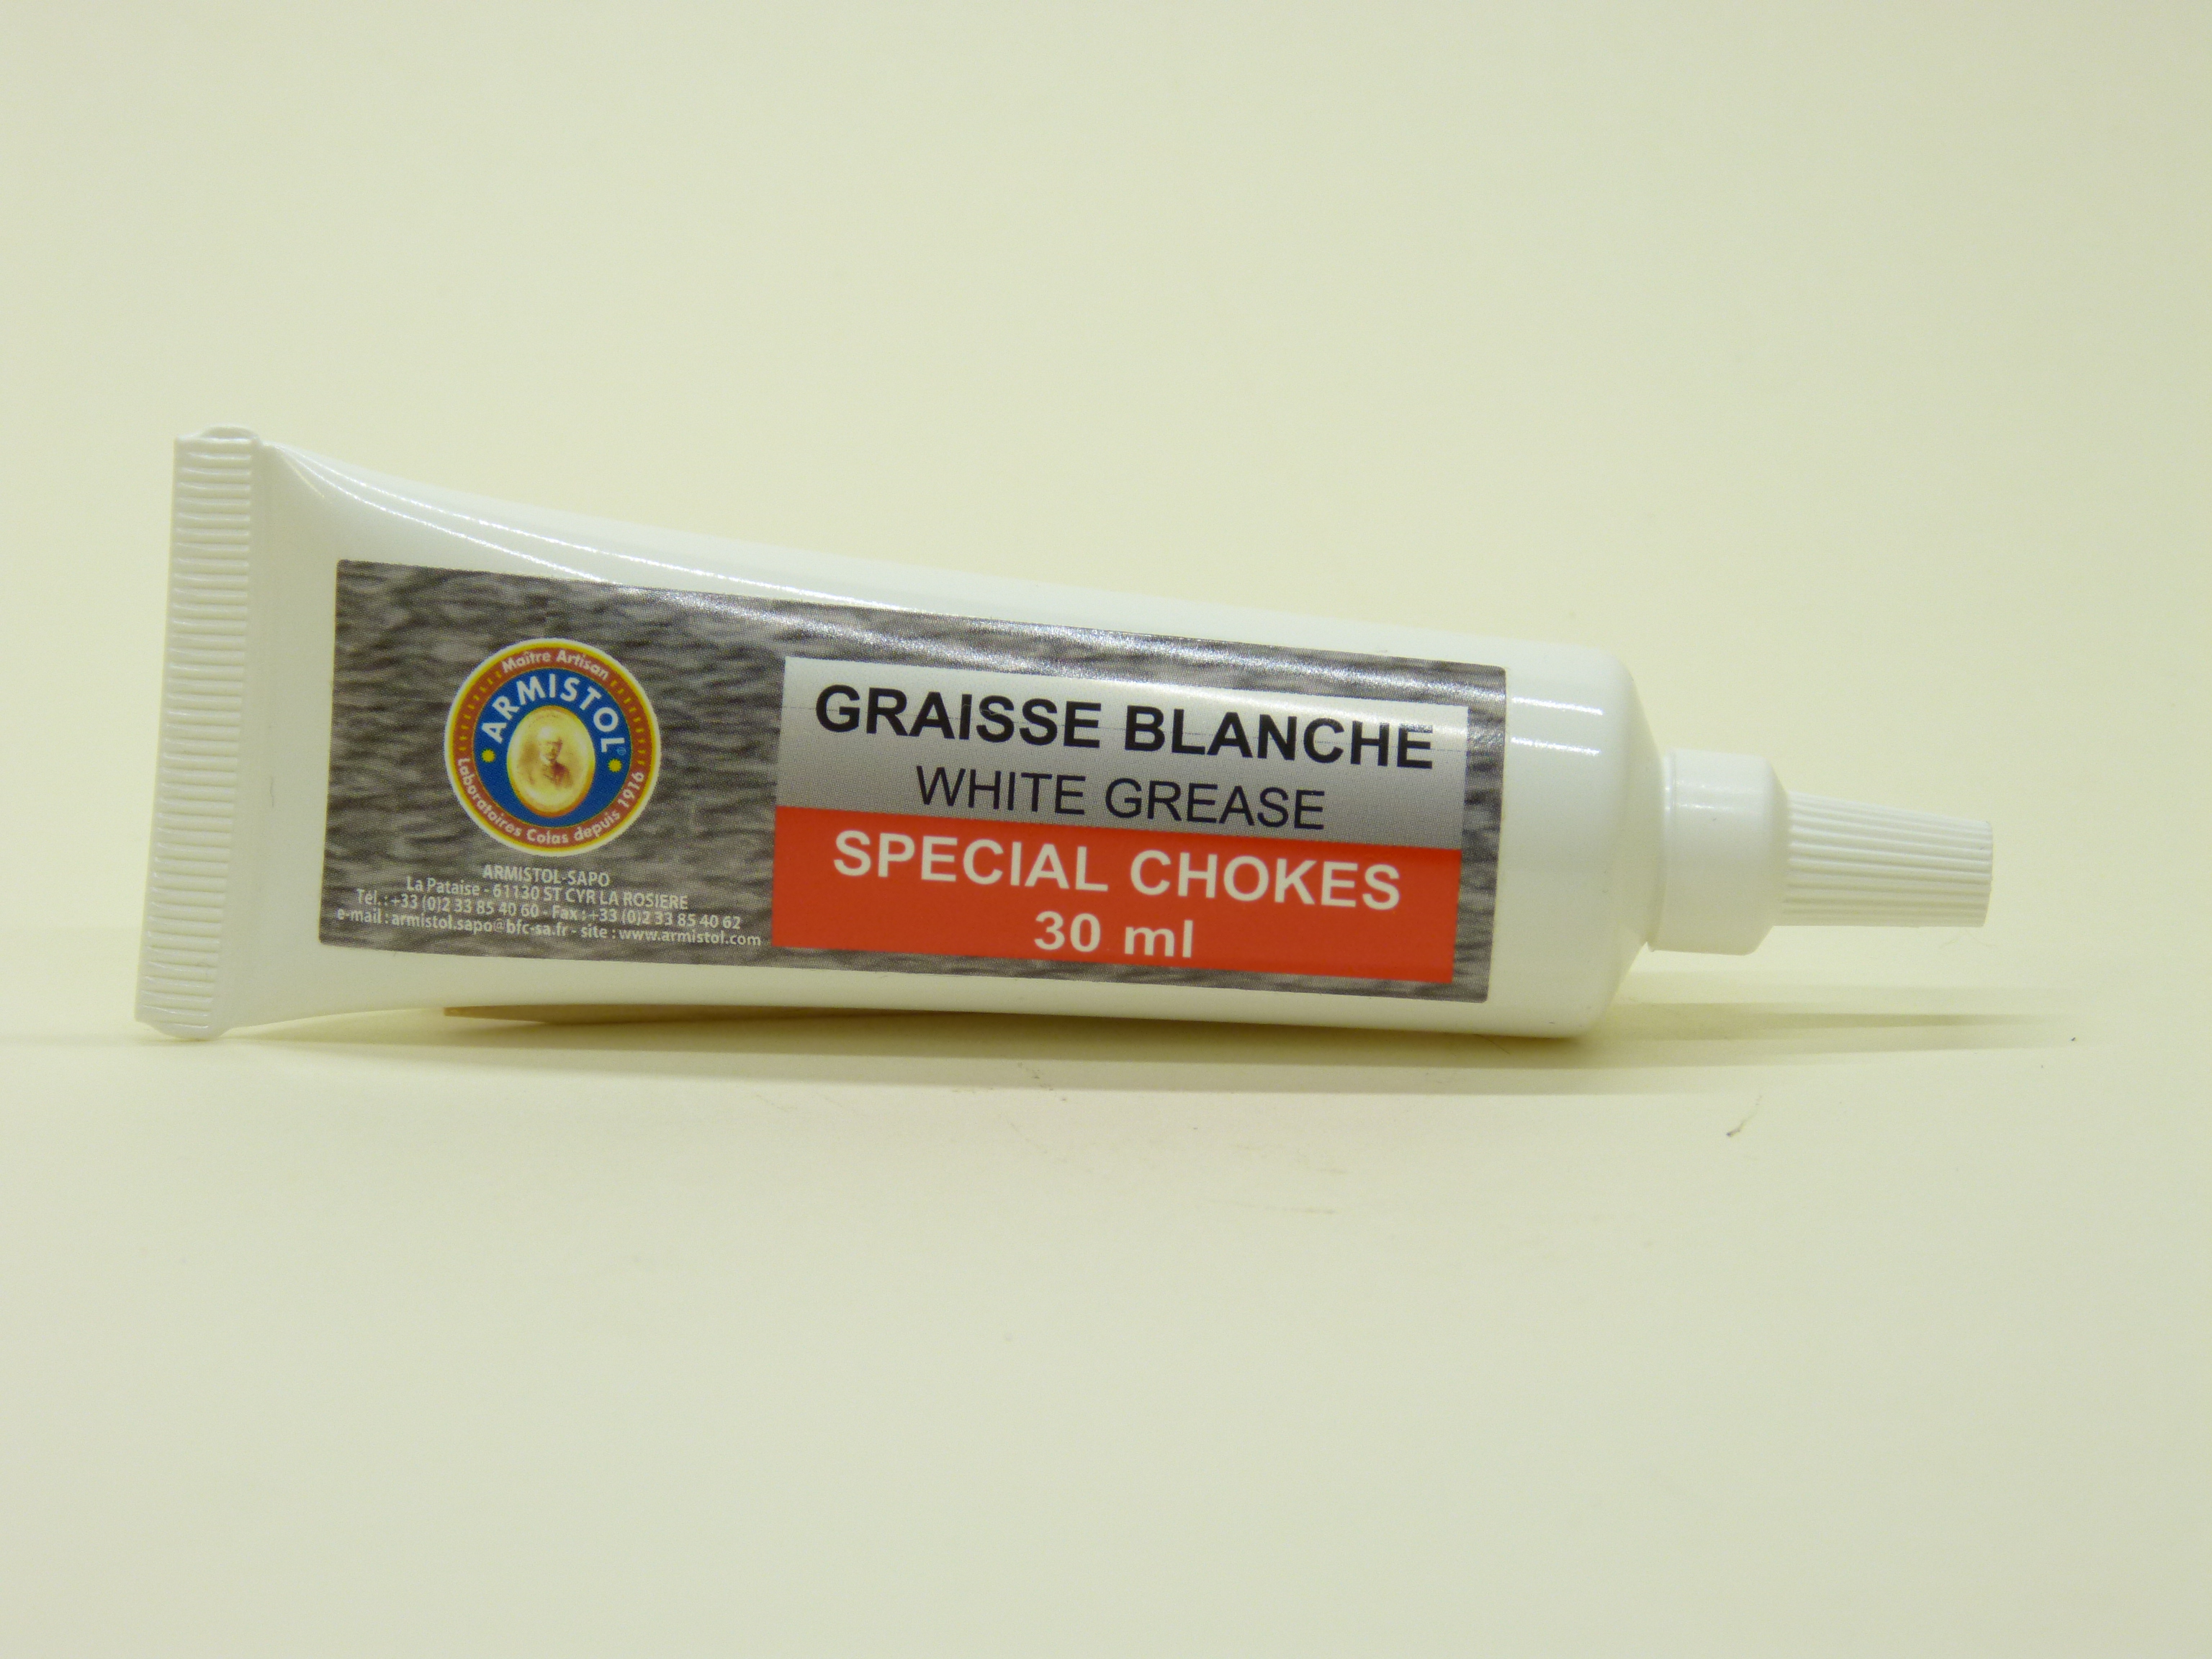 Maître Artisan
ARMISTOL®
Laboratoires Colas depuis 1916
ARMISTOL-SAPO
La Pataise - 61130 ST CYR LA ROSIERE
Tél. : +33 (0)2 33 85 40 60 - Fax : +33 (0)2 33 85 40 62
e-mail : armistol.sapo@bfc-sa.fr - site : www.armistol.com
GRAISSE BLANCHE
WHITE GREASE
SPECIAL CHOKES
30 ml